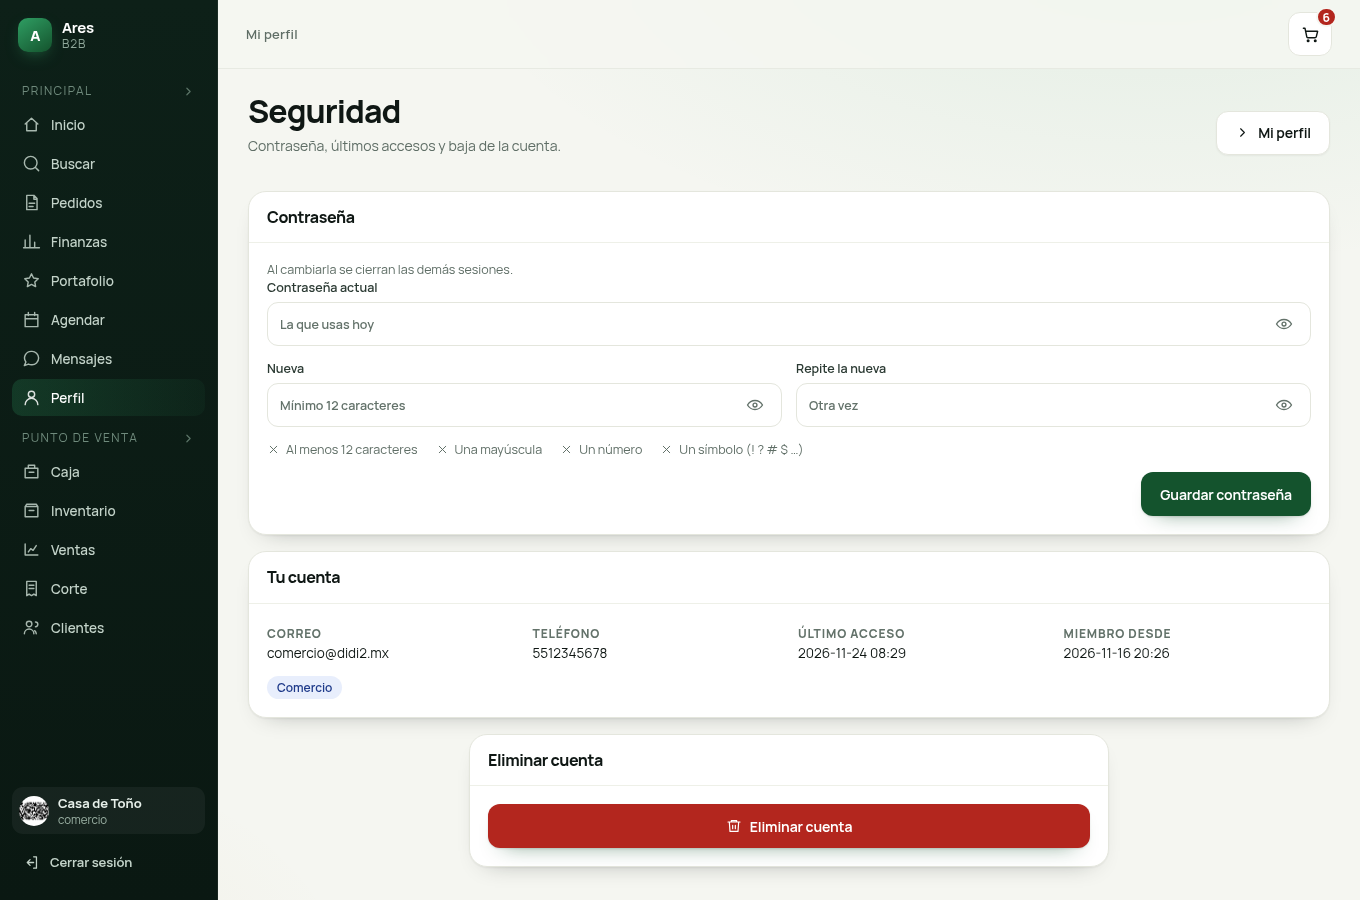 A
Ares
B2B
PRINCIPAL
Inicio
Buscar
Pedidos
Finanzas
Portafolio
Agendar
Mensajes
Perfil
PUNTO DE VENTA
Caja
Inventario
Ventas
Corte
Clientes
Casa de Toño
comercio
Cerrar sesión
Mi perfil
6
Seguridad
Contraseña, últimos accesos y baja de la cuenta.
Mi perfil
Contraseña
Al cambiarla se cierran las demás sesiones.
Contraseña actual
La que usas hoy
Nueva
Repite la nueva
Mínimo 12 caracteres
Otra vez
Al menos 12 caracteres
Una mayúscula
Un número
Un símbolo (! ? # $ …)
Guardar contraseña
Tu cuenta
CORREO
comercio@didi2.mx
TELÉFONO
5512345678
ÚLTIMO ACCESO
2026-11-24 08:29
MIEMBRO DESDE
2026-11-16 20:26
Comercio
Eliminar cuenta
Eliminar cuenta